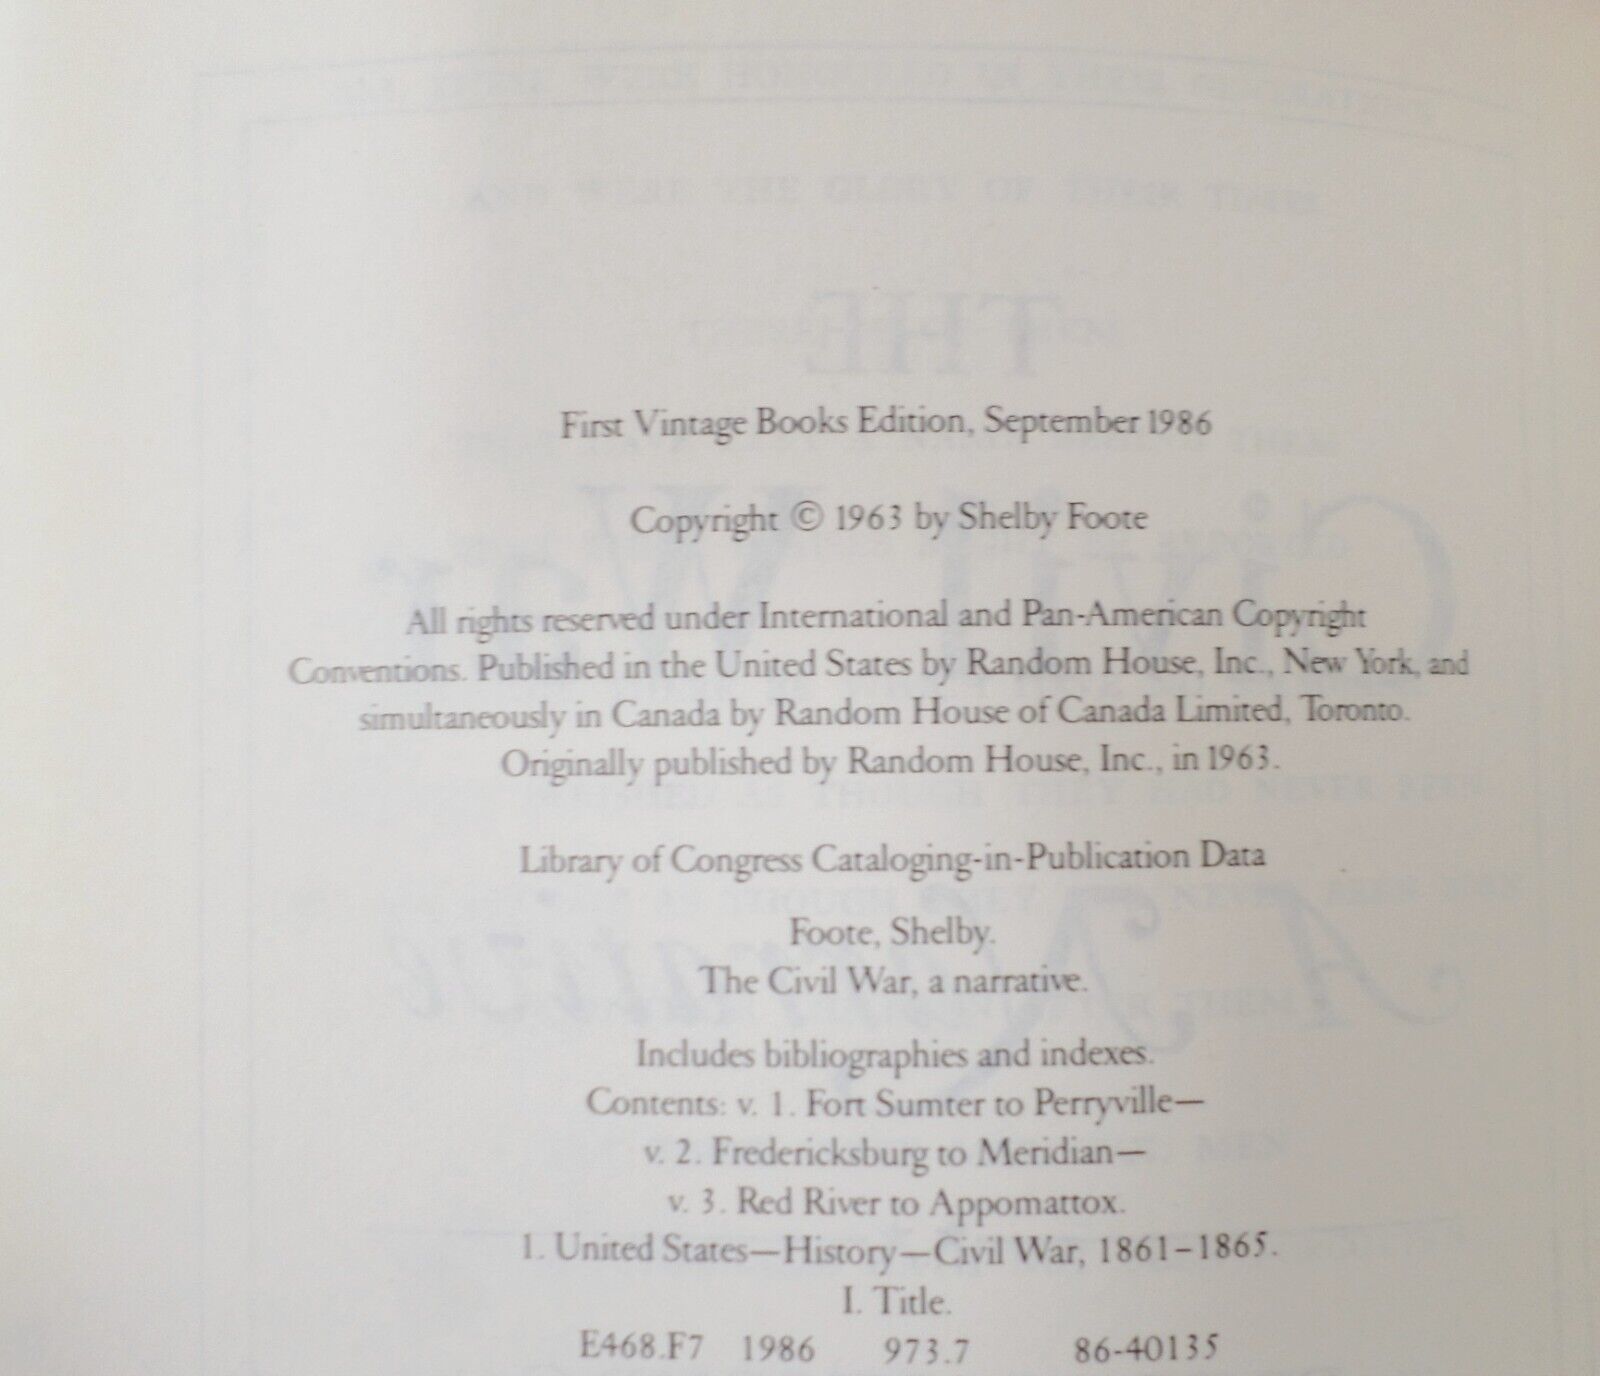 First Vintage Books Edition, September 1986
Copyright © 1963 by Shelby Foote
All rights reserved under International and Pan-American Copyright
Conventions. Published in the United States by Random House, Inc., New York, and
simultaneously in Canada by Random House of Canada Limited, Toronto.
Originally published by Random House, Inc., in 1963.
Library of Congress Cataloging-in-Publication Data
Foote, Shelby.
The Civil War, a narrative.
Includes bibliographies and indexes.
Contents: v. 1. Fort Sumter to Perryville—
v. 2. Fredericksburg to Meridian—
v. 3. Red River to Appomattox.
1. United States—History—Civil War, 1861–1865.
I. Title.
E468.F7 1986 973.7 86-40135